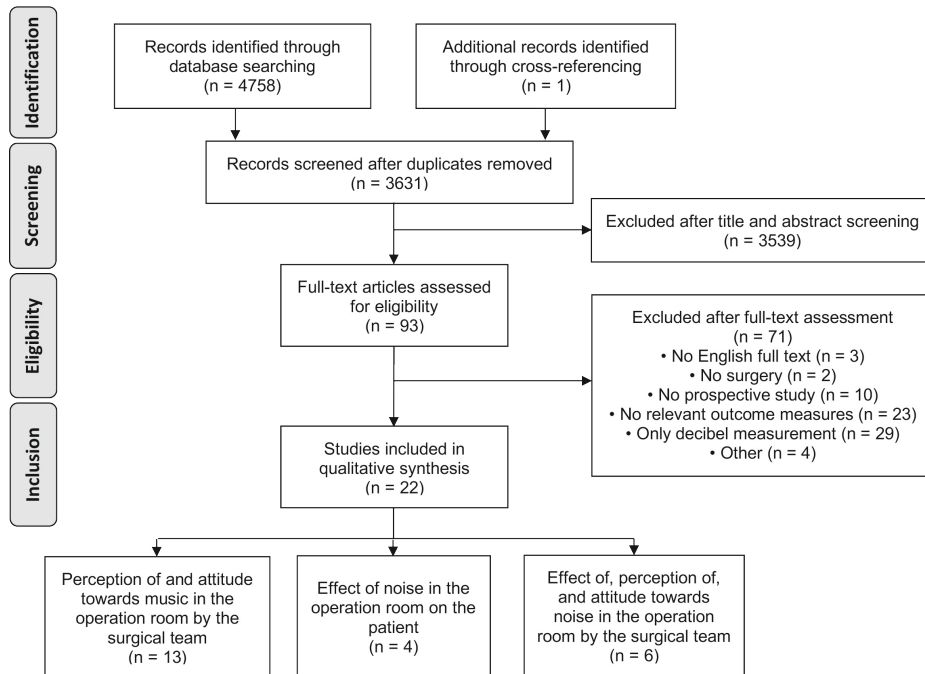 Identification
Records identified through
database searching
(n = 4758)
Additional records identified
through cross-referencing
(n = 1)
Screening
Records screened after duplicates removed
(n = 3631)
Excluded after title and abstract screening
(n = 3539)
Eligibility
Full-text articles assessed
for eligibility
(n = 93)
Excluded after full-text assessment
(n = 71)
• No English full text (n = 3)
• No surgery (n = 2)
• No prospective study (n = 10)
• No relevant outcome measures (n = 23)
• Only decibel measurement (n = 29)
• Other (n = 4)
Inclusion
Studies included in
qualitative synthesis
(n = 22)
Perception of and attitude
towards music in the
operation room by the
surgical team
(n = 13)
Effect of noise in the
operation room on the
patient
(n = 4)
Effect of, perception of,
and attitude towards
noise in the operation
room by the surgical team
(n = 6)